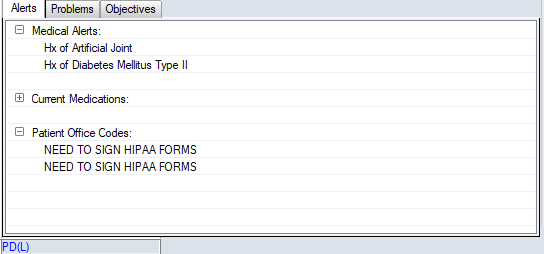 Alerts Problems Objectives
Medical Alerts:
Hx of Artificial Joint
Hx of Diabetes Mellitus Type II
Current Medications:
Patient Office Codes:
NEED TO SIGN HIPAA FORMS
NEED TO SIGN HIPAA FORMS
PD(L)